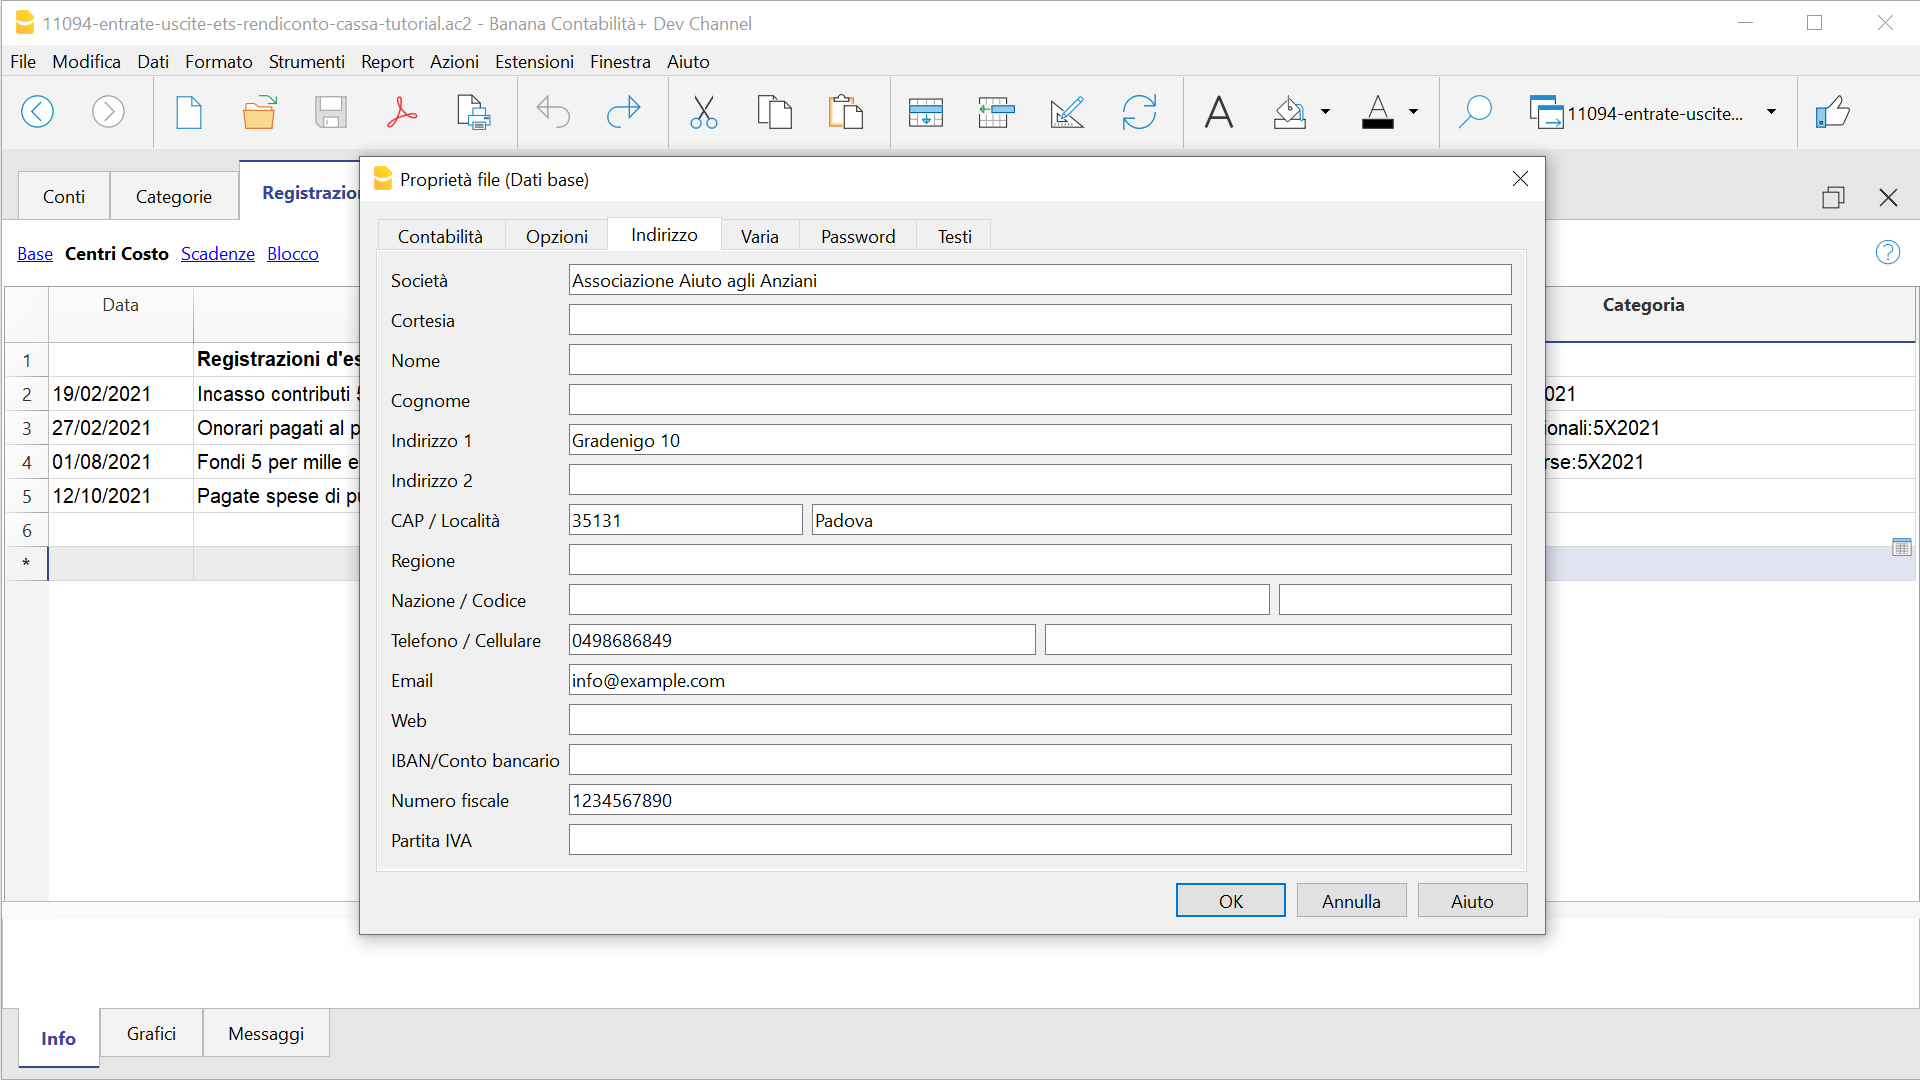 11094-entrate-uscite-ets-rendiconto-cassa-tutorial.ac2 - Banana Contabilità+ Dev Channel
File Modifica Dati Formato Strumenti Report Azioni Estensioni Finestra Aiuto
11094-entrate-uscite...
Conti Categorie Registrazio
Proprietà file (Dati base)
Contabilità Opzioni Indirizzo Varia Password Testi
Base Centri Costo Scadenze Blocco
Data Categoria
1 Registrazioni d'es
2 19/02/2021 Incasso contributi 5 021
3 27/02/2021 Onorari pagati al p ionali:5X2021
4 01/08/2021 Fondi 5 per mille e rse:5X2021
5 12/10/2021 Pagate spese di pu
6
*
Società Associazione Aiuto agli Anziani
Cortesia
Nome
Cognome
Indirizzo 1 Gradenigo 10
Indirizzo 2
CAP / Località 35131 Padova
Regione
Nazione / Codice
Telefono / Cellulare 0498686849
Email info@example.com
Web
IBAN/Conto bancario
Numero fiscale 1234567890
Partita IVA
OK Annulla Aiuto
Info Grafici Messaggi